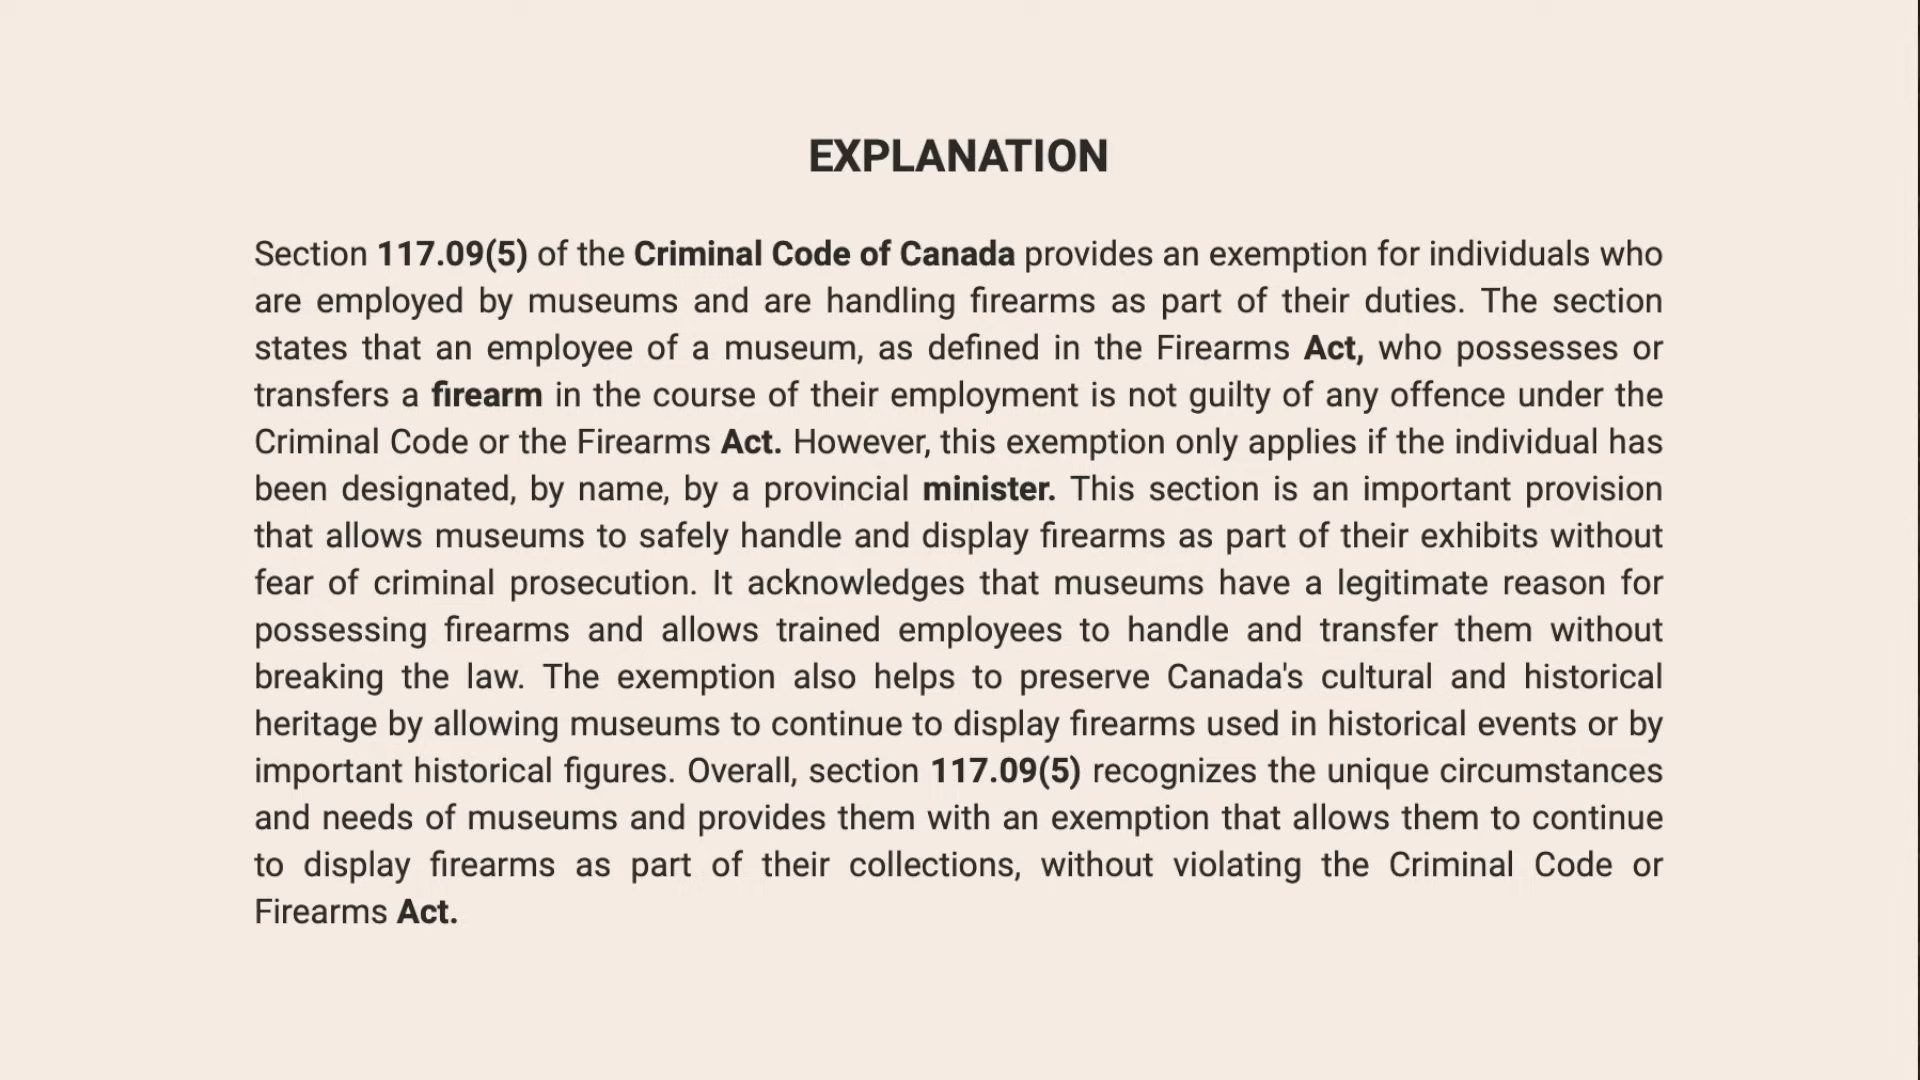 EXPLANATION
Section 117.09(5) of the Criminal Code of Canada provides an exemption for individuals who
are employed by museums and are handling firearms as part of their duties. The section
states that an employee of a museum, as defined in the Firearms Act, who possesses or
transfers a firearm in the course of their employment is not guilty of any offence under the
Criminal Code or the Firearms Act. However, this exemption only applies if the individual has
been designated, by name, by a provincial minister. This section is an important provision
that allows museums to safely handle and display firearms as part of their exhibits without
fear of criminal prosecution. It acknowledges that museums have a legitimate reason for
possessing firearms and allows trained employees to handle and transfer them without
breaking the law. The exemption also helps to preserve Canada's cultural and historical
heritage by allowing museums to continue to display firearms used in historical events or by
important historical figures. Overall, section 117.09(5) recognizes the unique circumstances
and needs of museums and provides them with an exemption that allows them to continue
to display firearms as part of their collections, without violating the Criminal Code or
Firearms Act.